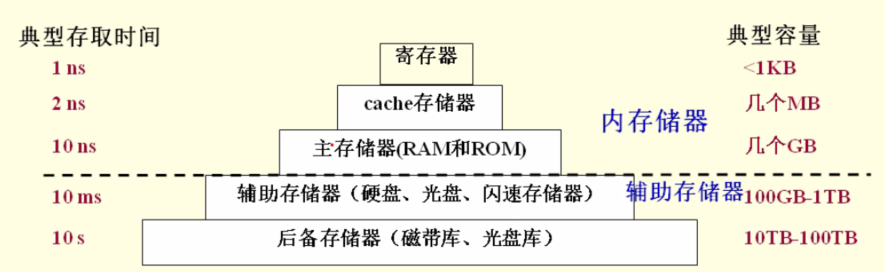 典型存取时间
典型容量
1 ns
寄存器
<1KB
2 ns
cache存储器
几个MB
内存储器
10 ns
主存储器(RAM和ROM)
几个GB
10 ms
辅助存储器（硬盘、光盘、闪速存储器）
辅助存储器
100GB-1TB
10 s
后备存储器（磁带库、光盘库）
10TB-100TB